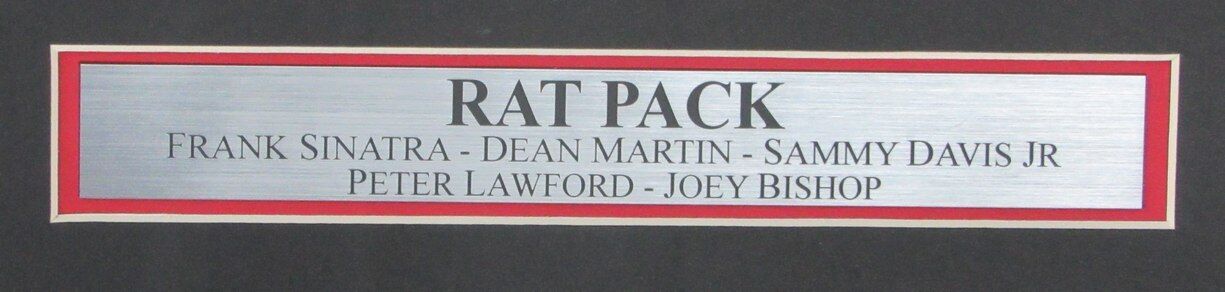 RAT PACK
FRANK SINATRA - DEAN MARTIN - SAMMY DAVIS JR
PETER LAWFORD - JOEY BISHOP